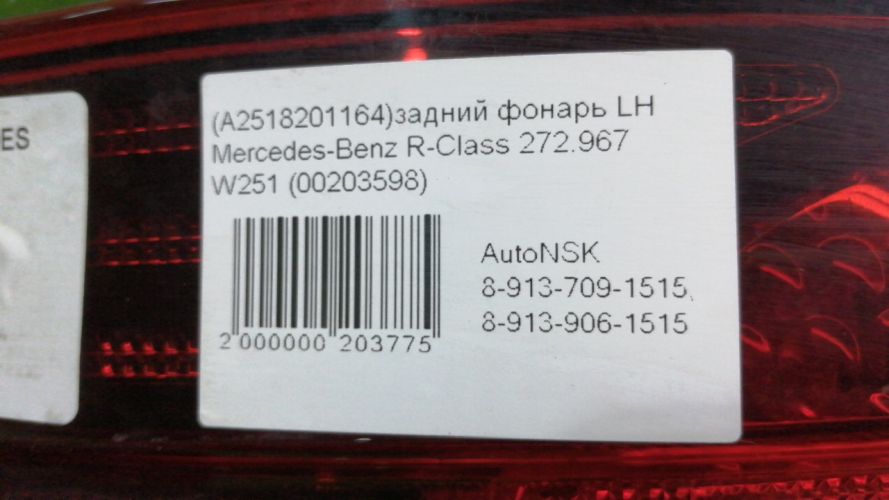 ES
(A2518201164)задний фонарь LH
Mercedes-Benz R-Class 272.967
W251 (00203598)
2 000000 203775
AutoNSK
8-913-709-1515,
8-913-906-1515